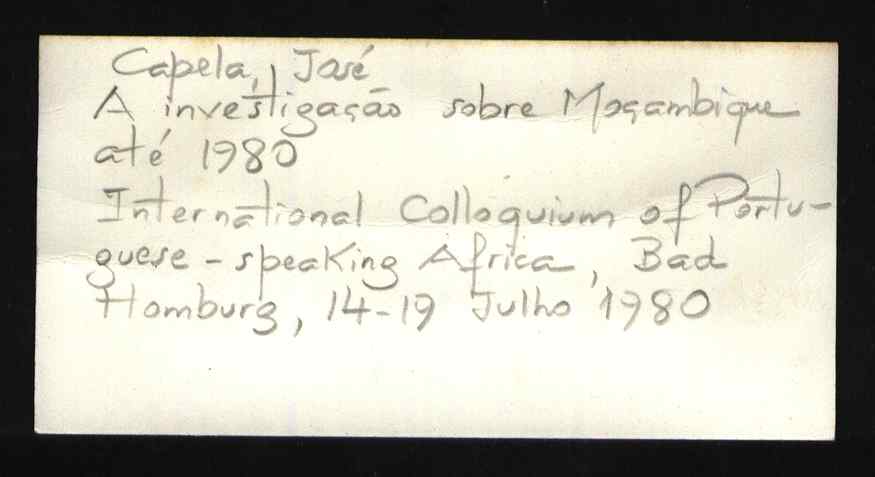 Capela, José
A investigação sobre Moçambique
até 1980
International Colloquium of Portu-
guese - speaking Africa, Bad
Homburg, 14-19 Julho 1980